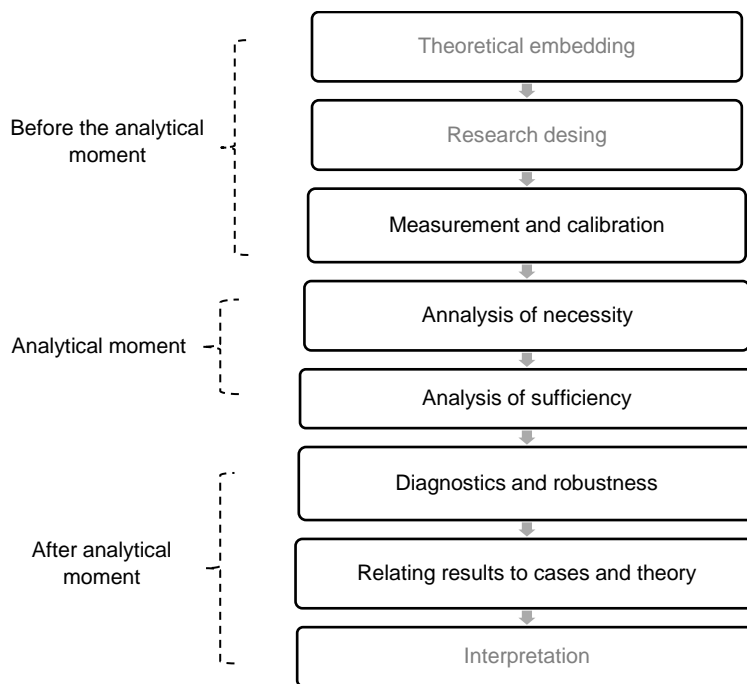 Theoretical embedding
Before the analytical
moment
Research desing
Measurement and calibration
Annalysis of necessity
Analytical moment
Analysis of sufficiency
Diagnostics and robustness
After analytical
moment
Relating results to cases and theory
Interpretation